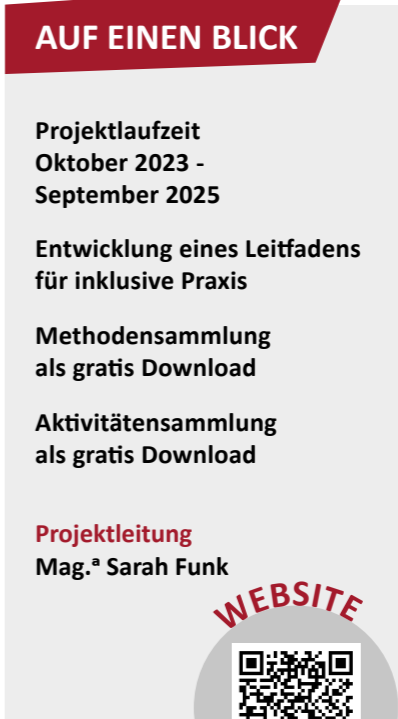 AUF EINEN BLICK
Projektlaufzeit
Oktober 2023 -
September 2025
Entwicklung eines Leitfadens
für inklusive Praxis
Methodensammlung
als gratis Download
Aktivitätensammlung
als gratis Download
Projektleitung
Mag.ª Sarah Funk
WEBSITE